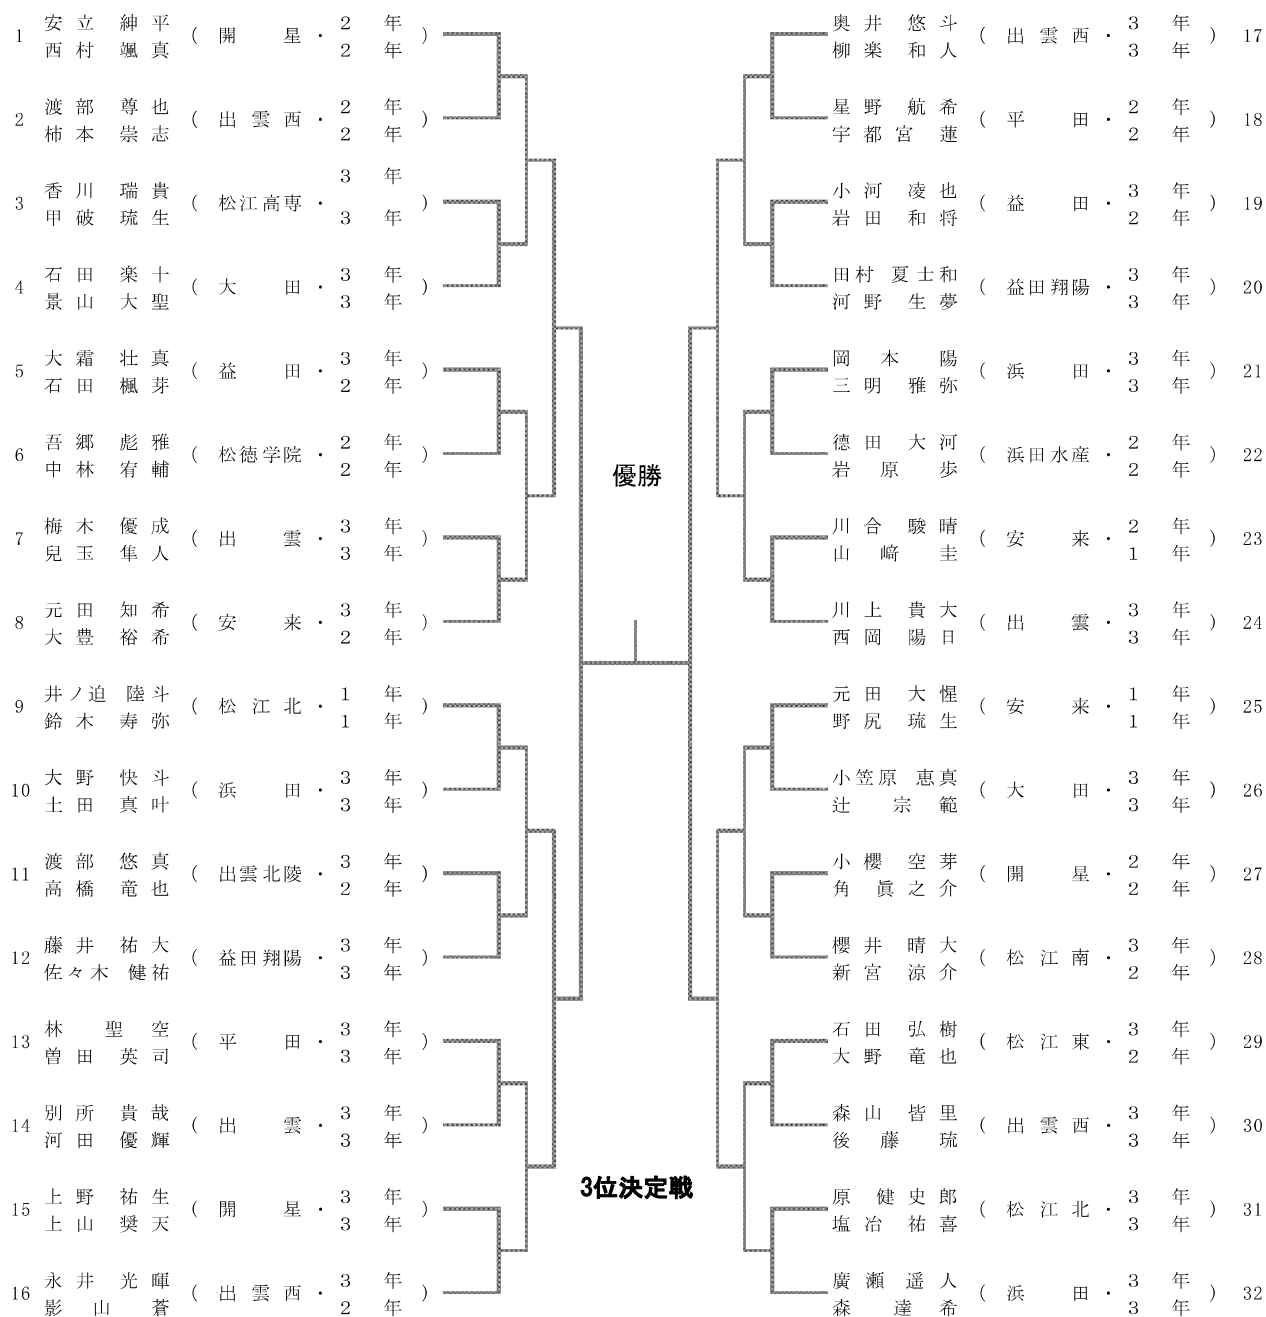 1 安立 紳平 ( 開星 ・ 2 年 )
西村 颯真 2 年
2 渡部 尊也 ( 出雲西 ・ 2 年 )
柿本 崇志 2 年
3 香川 瑞貴 ( 松江高専 ・ 3 年 )
甲破 琉生 3 年
4 石田 楽十 ( 大田 ・ 3 年 )
景山 大聖 3 年
5 大霜 壮真 ( 益田 ・ 3 年 )
石田 楓芽 2 年
6 吾郷 彪雅 ( 松徳学院 ・ 2 年 )
中林 宥輔 2 年
7 梅木 優成 ( 出雲 ・ 3 年 )
兒玉 隼人 3 年
8 元田 知希 ( 安来 ・ 3 年 )
大豊 裕希 2 年
9 井ノ迫 陸斗 ( 松江北 ・ 1 年 )
鈴木 寿弥 1 年
10 大野 快斗 ( 浜田 ・ 3 年 )
土田 真叶 3 年
11 渡部 悠真 ( 出雲北陵 ・ 3 年 )
高橋 竜也 2 年
12 藤井 祐大 ( 益田翔陽 ・ 3 年 )
佐々木 健祐 3 年
13 林 聖空 ( 平田 ・ 3 年 )
曽田 英司 3 年
14 別所 貴哉 ( 出雲 ・ 3 年 )
河田 優輝 3 年
15 上野 祐生 ( 開星 ・ 3 年 )
上山 奨天 3 年
16 永井 光暉 ( 出雲西 ・ 3 年 )
影山 蒼 2 年
優勝
3位決定戦
奥井 悠斗 ( 出雲西 ・ 3 年 ) 17
柳楽 和人 3 年
星野 航希 ( 平田 ・ 2 年 ) 18
宇都宮 蓮 2 年
小河 凌也 ( 益田 ・ 3 年 ) 19
岩田 和将 2 年
田村 夏士和 ( 益田翔陽 ・ 3 年 ) 20
河野 生夢 3 年
岡本 陽 ( 浜田 ・ 3 年 ) 21
三明 雅弥 3 年
德田 大河 ( 浜田水産 ・ 2 年 ) 22
岩原 歩 2 年
川合 駿晴 ( 安来 ・ 2 年 ) 23
山﨑 圭 1 年
川上 貴大 ( 出雲 ・ 3 年 ) 24
西岡 陽日 3 年
元田 大惺 ( 安来 ・ 1 年 ) 25
野尻 琉生 1 年
小笠原 恵真 ( 大田 ・ 3 年 ) 26
辻 宗範 3 年
小櫻 空芽 ( 開星 ・ 2 年 ) 27
角 眞之介 2 年
櫻井 晴大 ( 松江南 ・ 3 年 ) 28
新宮 涼介 2 年
石田 弘樹 ( 松江東 ・ 3 年 ) 29
大野 竜也 2 年
森山 皆里 ( 出雲西 ・ 3 年 ) 30
後藤 琉 3 年
原 健史郎 ( 松江北 ・ 3 年 ) 31
塩冶 祐喜 3 年
廣瀬 遥人 ( 浜田 ・ 3 年 ) 32
森 達希 3 年